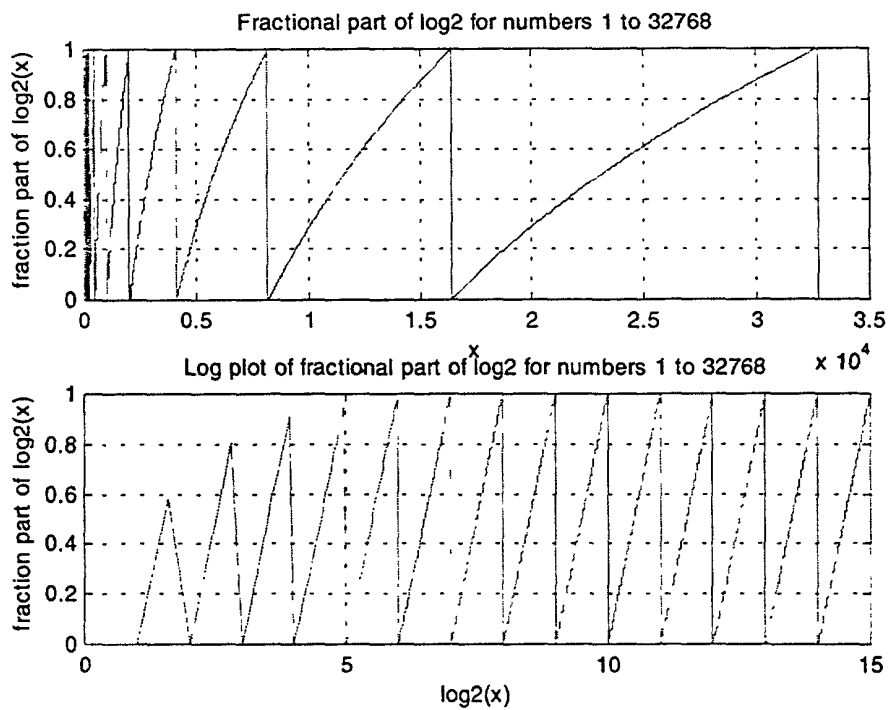 Fractional part of log2 for numbers 1 to 32768
fraction part of log2(x)
1
0.8
0.6
0.4
0.2
0
0 0.5 1 1.5 2 2.5 3 3.5
x
x 10^4
Log plot of fractional part of log2 for numbers 1 to 32768
fraction part of log2(x)
1
0.8
0.6
0.4
0.2
0
0 5 10 15
log2(x)